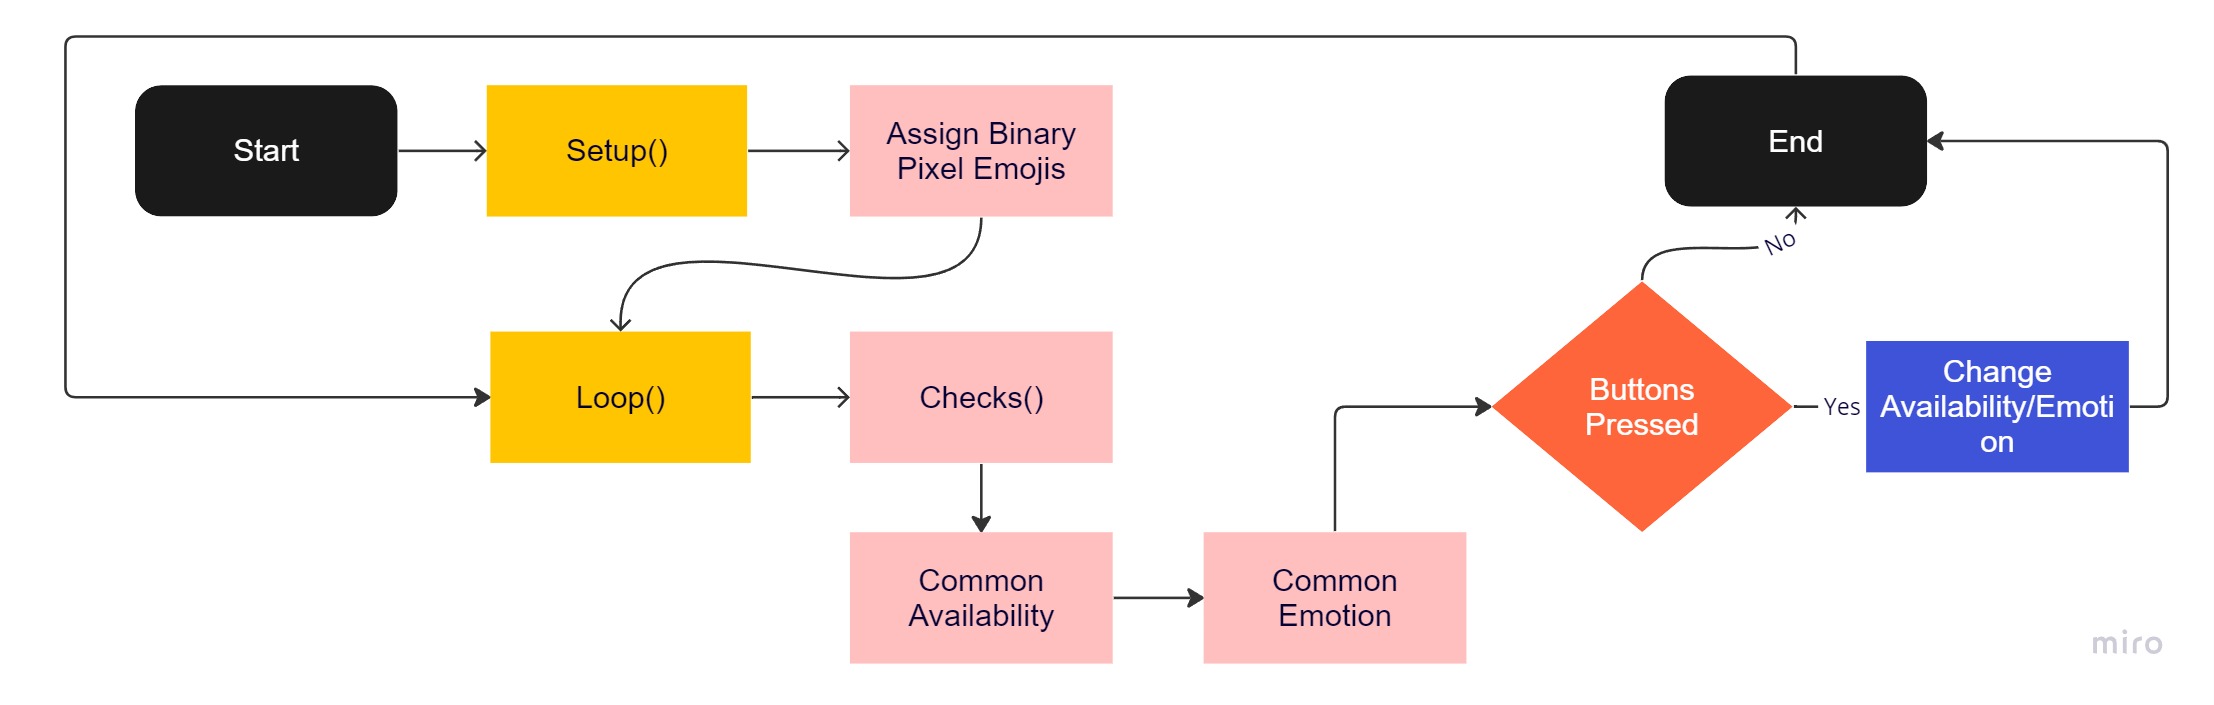 Start
Setup()
Assign Binary
Pixel Emojis
End
No
Loop()
Checks()
Buttons
Pressed
Yes
Change
Availability/Emoti
on
Common
Availability
Common
Emotion
miro